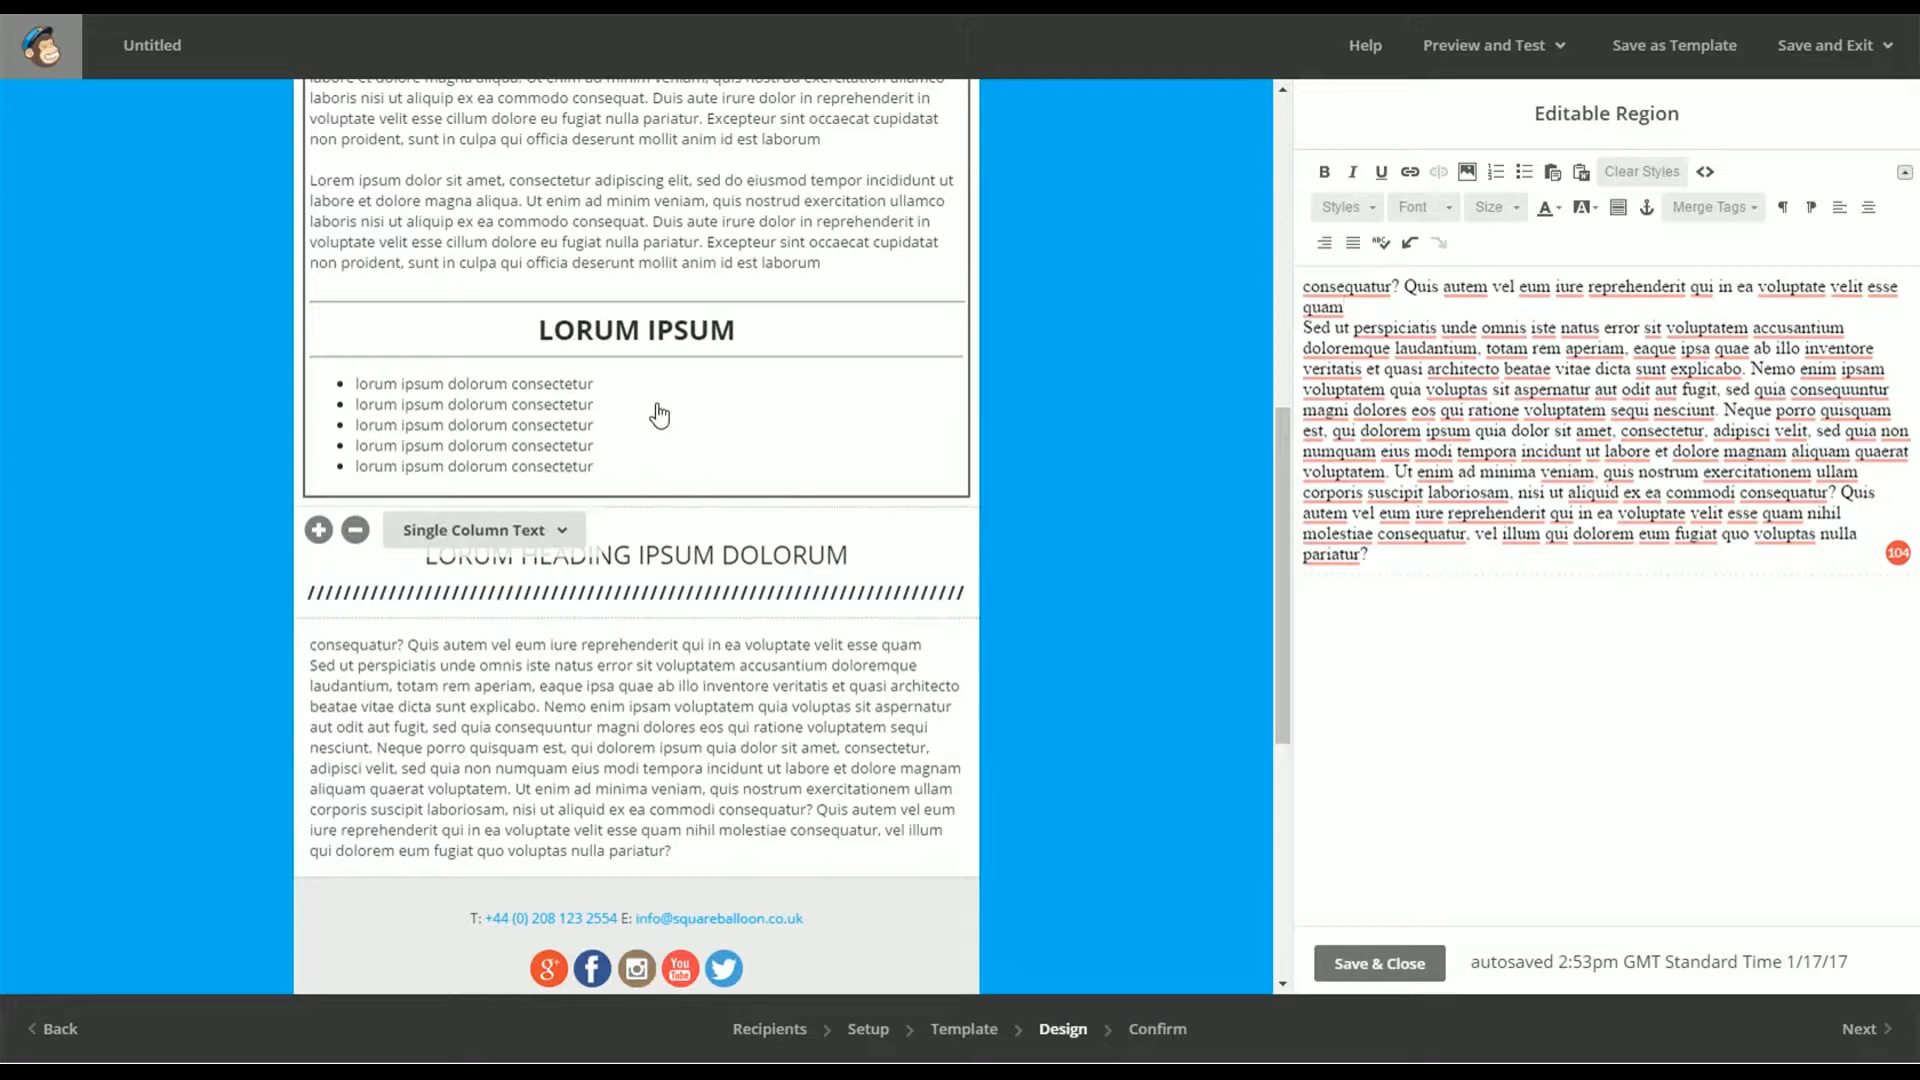 Untitled
Help
Preview and Test
Save as Template
Save and Exit
labore et dolore magna aliqua. Ut enim ad minim veniam, quis nostrud exercitation ullamco
laboris nisi ut aliquip ex ea commodo consequat. Duis aute irure dolor in reprehenderit in
voluptate velit esse cillum dolore eu fugiat nulla pariatur. Excepteur sint occaecat cupidatat
non proident, sunt in culpa qui officia deserunt mollit anim id est laborum
Lorem ipsum dolor sit amet, consectetur adipiscing elit, sed do eiusmod tempor incididunt ut
labore et dolore magna aliqua. Ut enim ad minim veniam, quis nostrud exercitation ullamco
laboris nisi ut aliquip ex ea commodo consequat. Duis aute irure dolor in reprehenderit in
voluptate velit esse cillum dolore eu fugiat nulla pariatur. Excepteur sint occaecat cupidatat
non proident, sunt in culpa qui officia deserunt mollit anim id est laborum
LORUM IPSUM
lorum ipsum dolorum consectetur
lorum ipsum dolorum consectetur
lorum ipsum dolorum consectetur
lorum ipsum dolorum consectetur
lorum ipsum dolorum consectetur
Single Column Text
LORUM HEADING IPSUM DOLORUM
consequatur? Quis autem vel eum iure reprehenderit qui in ea voluptate velit esse quam
Sed ut perspiciatis unde omnis iste natus error sit voluptatem accusantium doloremque
laudantium, totam rem aperiam, eaque ipsa quae ab illo inventore veritatis et quasi architecto
beatae vitae dicta sunt explicabo. Nemo enim ipsam voluptatem quia voluptas sit aspernatur
aut odit aut fugit, sed quia consequuntur magni dolores eos qui ratione voluptatem sequi
nesciunt. Neque porro quisquam est, qui dolorem ipsum quia dolor sit amet, consectetur,
adipisci velit, sed quia non numquam eius modi tempora incidunt ut labore et dolore magnam
aliquam quaerat voluptatem. Ut enim ad minima veniam, quis nostrum exercitationem ullam
corporis suscipit laboriosam, nisi ut aliquid ex ea commodi consequatur? Quis autem vel eum
iure reprehenderit qui in ea voluptate velit esse quam nihil molestiae consequatur, vel illum
qui dolorem eum fugiat quo voluptas nulla pariatur?
T: +44 (0) 208 123 2554 E: info@squareballoon.co.uk
g+
f
You
Tube
Editable Region
B I U
Clear Styles
Styles
Font
Size
A
A
Merge Tags
ABC
consequatur? Quis autem vel eum iure reprehenderit qui in ea voluptate velit esse
quam
Sed ut perspiciatis unde omnis iste natus error sit voluptatem accusantium
doloremque laudantium, totam rem aperiam, eaque ipsa quae ab illo inventore
veritatis et quasi architecto beatae vitae dicta sunt explicabo. Nemo enim ipsam
voluptatem quia voluptas sit aspernatur aut odit aut fugit, sed quia consequuntur
magni dolores eos qui ratione voluptatem sequi nesciunt. Neque porro quisquam
est, qui dolorem ipsum quia dolor sit amet, consectetur, adipisci velit, sed quia non
numquam eius modi tempora incidunt ut labore et dolore magnam aliquam quaerat
voluptatem. Ut enim ad minima veniam, quis nostrum exercitationem ullam
corporis suscipit laboriosam, nisi ut aliquid ex ea commodi consequatur? Quis
autem vel eum iure reprehenderit qui in ea voluptate velit esse quam nihil
molestiae consequatur, vel illum qui dolorem eum fugiat quo voluptas nulla
pariatur?
104
Save & Close
autosaved 2:53pm GMT Standard Time 1/17/17
Back
Recipients
Setup
Template
Design
Confirm
Next